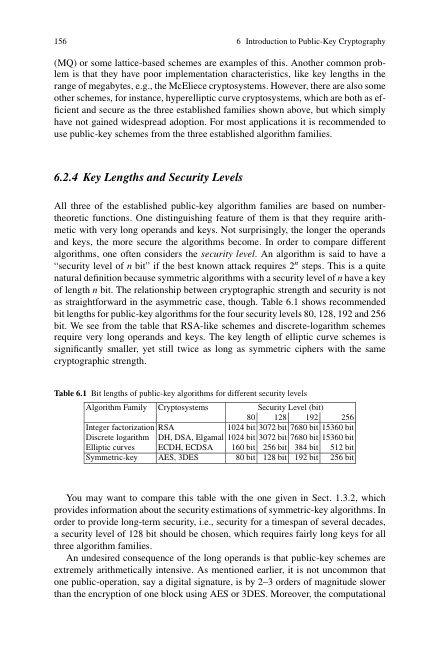 156 6 Introduction to Public-Key Cryptography
(MQ) or some lattice-based schemes are examples of this. Another common prob-
lem is that they have poor implementation characteristics, like key lengths in the
range of megabytes, e.g., the McEliece cryptosystems. However, there are also some
other schemes, for instance, hyperelliptic curve cryptosystems, which are both as ef-
ficient and secure as the three established families shown above, but which simply
have not gained widespread adoption. For most applications it is recommended to
use public-key schemes from the three established algorithm families.
6.2.4 Key Lengths and Security Levels
All three of the established public-key algorithm families are based on number-
theoretic functions. One distinguishing feature of them is that they require arith-
metic with very long operands and keys. Not surprisingly, the longer the operands
and keys, the more secure the algorithms become. In order to compare different
algorithms, one often considers the security level. An algorithm is said to have a
“security level of n bit” if the best known attack requires 2ⁿ steps. This is a quite
natural definition because symmetric algorithms with a security level of n have a key
of length n bit. The relationship between cryptographic strength and security is not
as straightforward in the asymmetric case, though. Table 6.1 shows recommended
bit lengths for public-key algorithms for the four security levels 80, 128, 192 and 256
bit. We see from the table that RSA-like schemes and discrete-logarithm schemes
require very long operands and keys. The key length of elliptic curve schemes is
significantly smaller, yet still twice as long as symmetric ciphers with the same
cryptographic strength.
Table 6.1 Bit lengths of public-key algorithms for different security levels
Algorithm Family Cryptosystems Security Level (bit)
80 128 192 256
Integer factorization RSA 1024 bit 3072 bit 7680 bit 15360 bit
Discrete logarithm DH, DSA, Elgamal 1024 bit 3072 bit 7680 bit 15360 bit
Elliptic curves ECDH, ECDSA 160 bit 256 bit 384 bit 512 bit
Symmetric-key AES, 3DES 80 bit 128 bit 192 bit 256 bit
You may want to compare this table with the one given in Sect. 1.3.2, which
provides information about the security estimations of symmetric-key algorithms. In
order to provide long-term security, i.e., security for a timespan of several decades,
a security level of 128 bit should be chosen, which requires fairly long keys for all
three algorithm families.
An undesired consequence of the long operands is that public-key schemes are
extremely arithmetically intensive. As mentioned earlier, it is not uncommon that
one public-operation, say a digital signature, is by 2–3 orders of magnitude slower
than the encryption of one block using AES or 3DES. Moreover, the computational